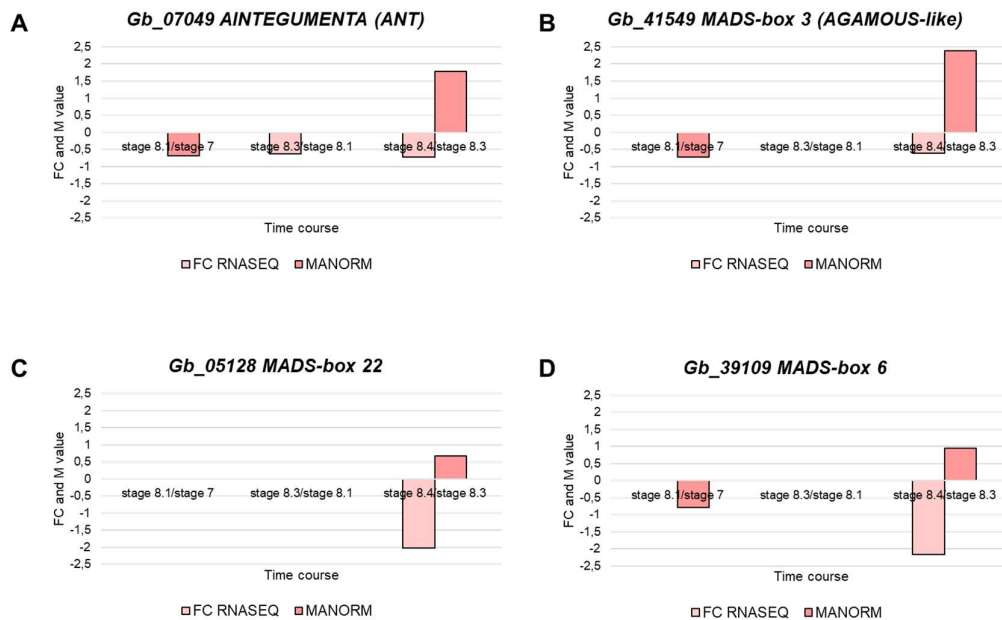 A
Gb_07049 AINTEGUMENTA (ANT)
2,5
2
1,5
1
0,5
0
-0,5
-1
-1,5
-2
-2,5
FC and M value
stage 8.1/stage 7
stage 8.3/stage 8.1
stage 8.4/stage 8.3
Time course
FC RNASEQ
MANORM
B
Gb_41549 MADS-box 3 (AGAMOUS-like)
2,5
2
1,5
1
0,5
0
-0,5
-1
-1,5
-2
-2,5
FC and M value
stage 8.1/stage 7
stage 8.3/stage 8.1
stage 8.4/stage 8.3
Time course
FC RNASEQ
MANORM
C
Gb_05128 MADS-box 22
2,5
2
1,5
1
0,5
0
-0,5
-1
-1,5
-2
-2,5
FC and M value
stage 8.1/stage 7
stage 8.3/stage 8.1
stage 8.4/stage 8.3
Time course
FC RNASEQ
MANORM
D
Gb_39109 MADS-box 6
2,5
2
1,5
1
0,5
0
-0,5
-1
-1,5
-2
-2,5
FC and M value
stage 8.1/stage 7
stage 8.3/stage 8.1
stage 8.4/stage 8.3
Time course
FC RNASEQ
MANORM